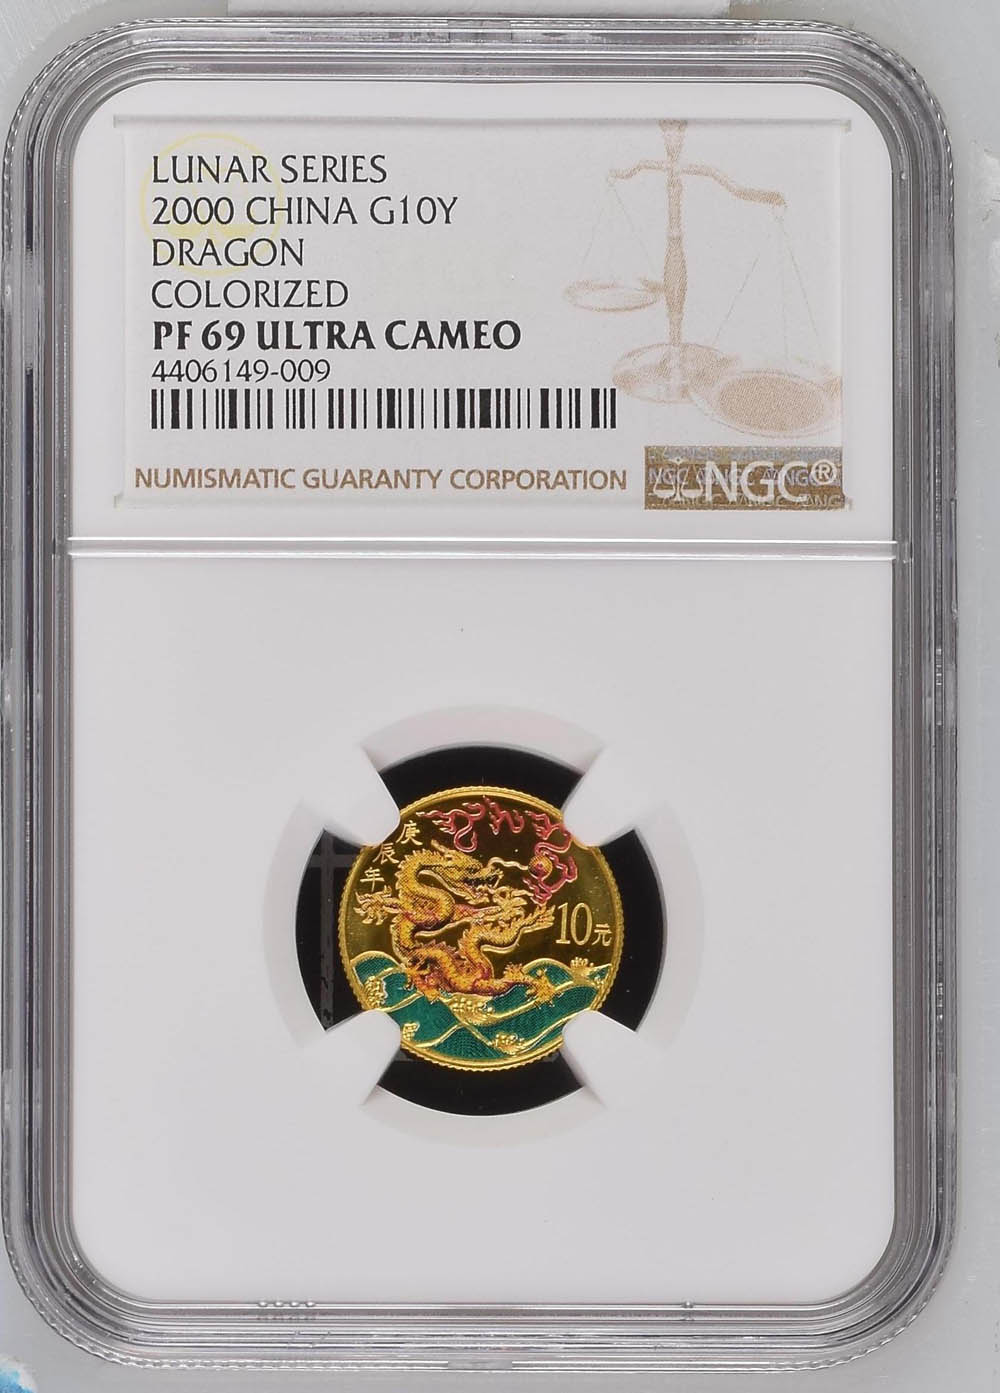 LUNAR SERIES
2000 CHINA G10Y
DRAGON
COLORIZED
PF 69 ULTRA CAMEO
4406149-009
NUMISMATIC GUARANTY CORPORATION
NGC®
庚辰年
10元